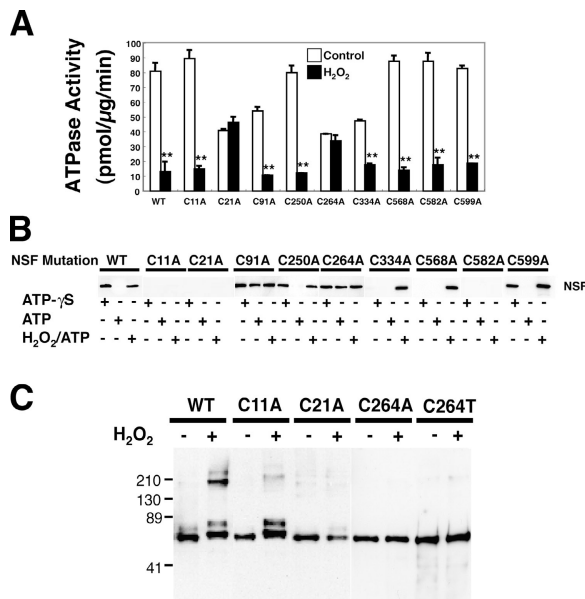 A
ATPase Activity
(pmol/µg/min)
100
90
80
70
60
50
40
30
20
10
0
Control
H₂O₂
** ** ** ** ** ** ** **
WT C11A C21A C91A C250A C264A C334A C568A C582A C599A
B
NSF Mutation WT C11A C21A C91A C250A C264A C334A C568A C582A C599A
NSF
ATP-γS + - - + - - + - - + - - + - - + - - + - - + - - + - - + - -
ATP - + - - + - - + - - + - - + - - + - - + - - + - - + - - + -
H₂O₂/ATP - - + - - + - - + - - + - - + - - + - - + - - + - - + - - +
C
WT C11A C21A C264A C264T
H₂O₂ - + - + - + - + - +
210
130
89
41